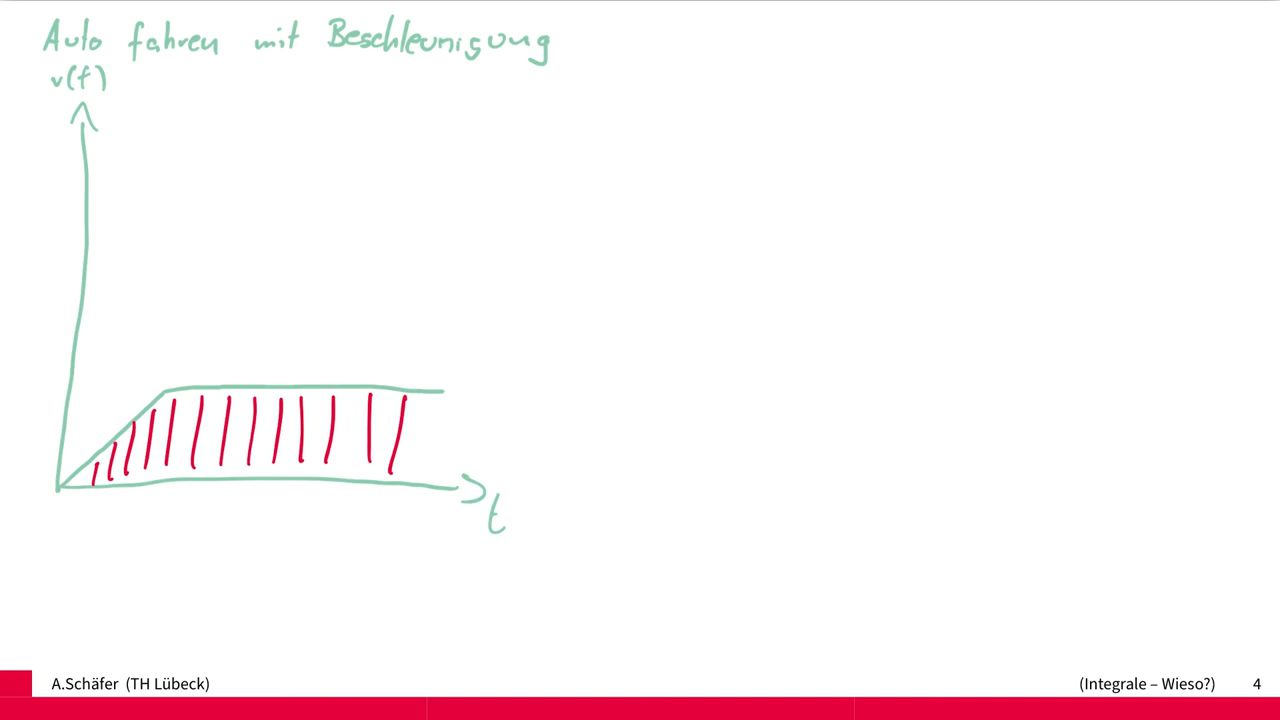 Auto fahren mit Beschleunigung
v(t)
t
A.Schäfer (TH Lübeck)
(Integrale – Wieso?)
4